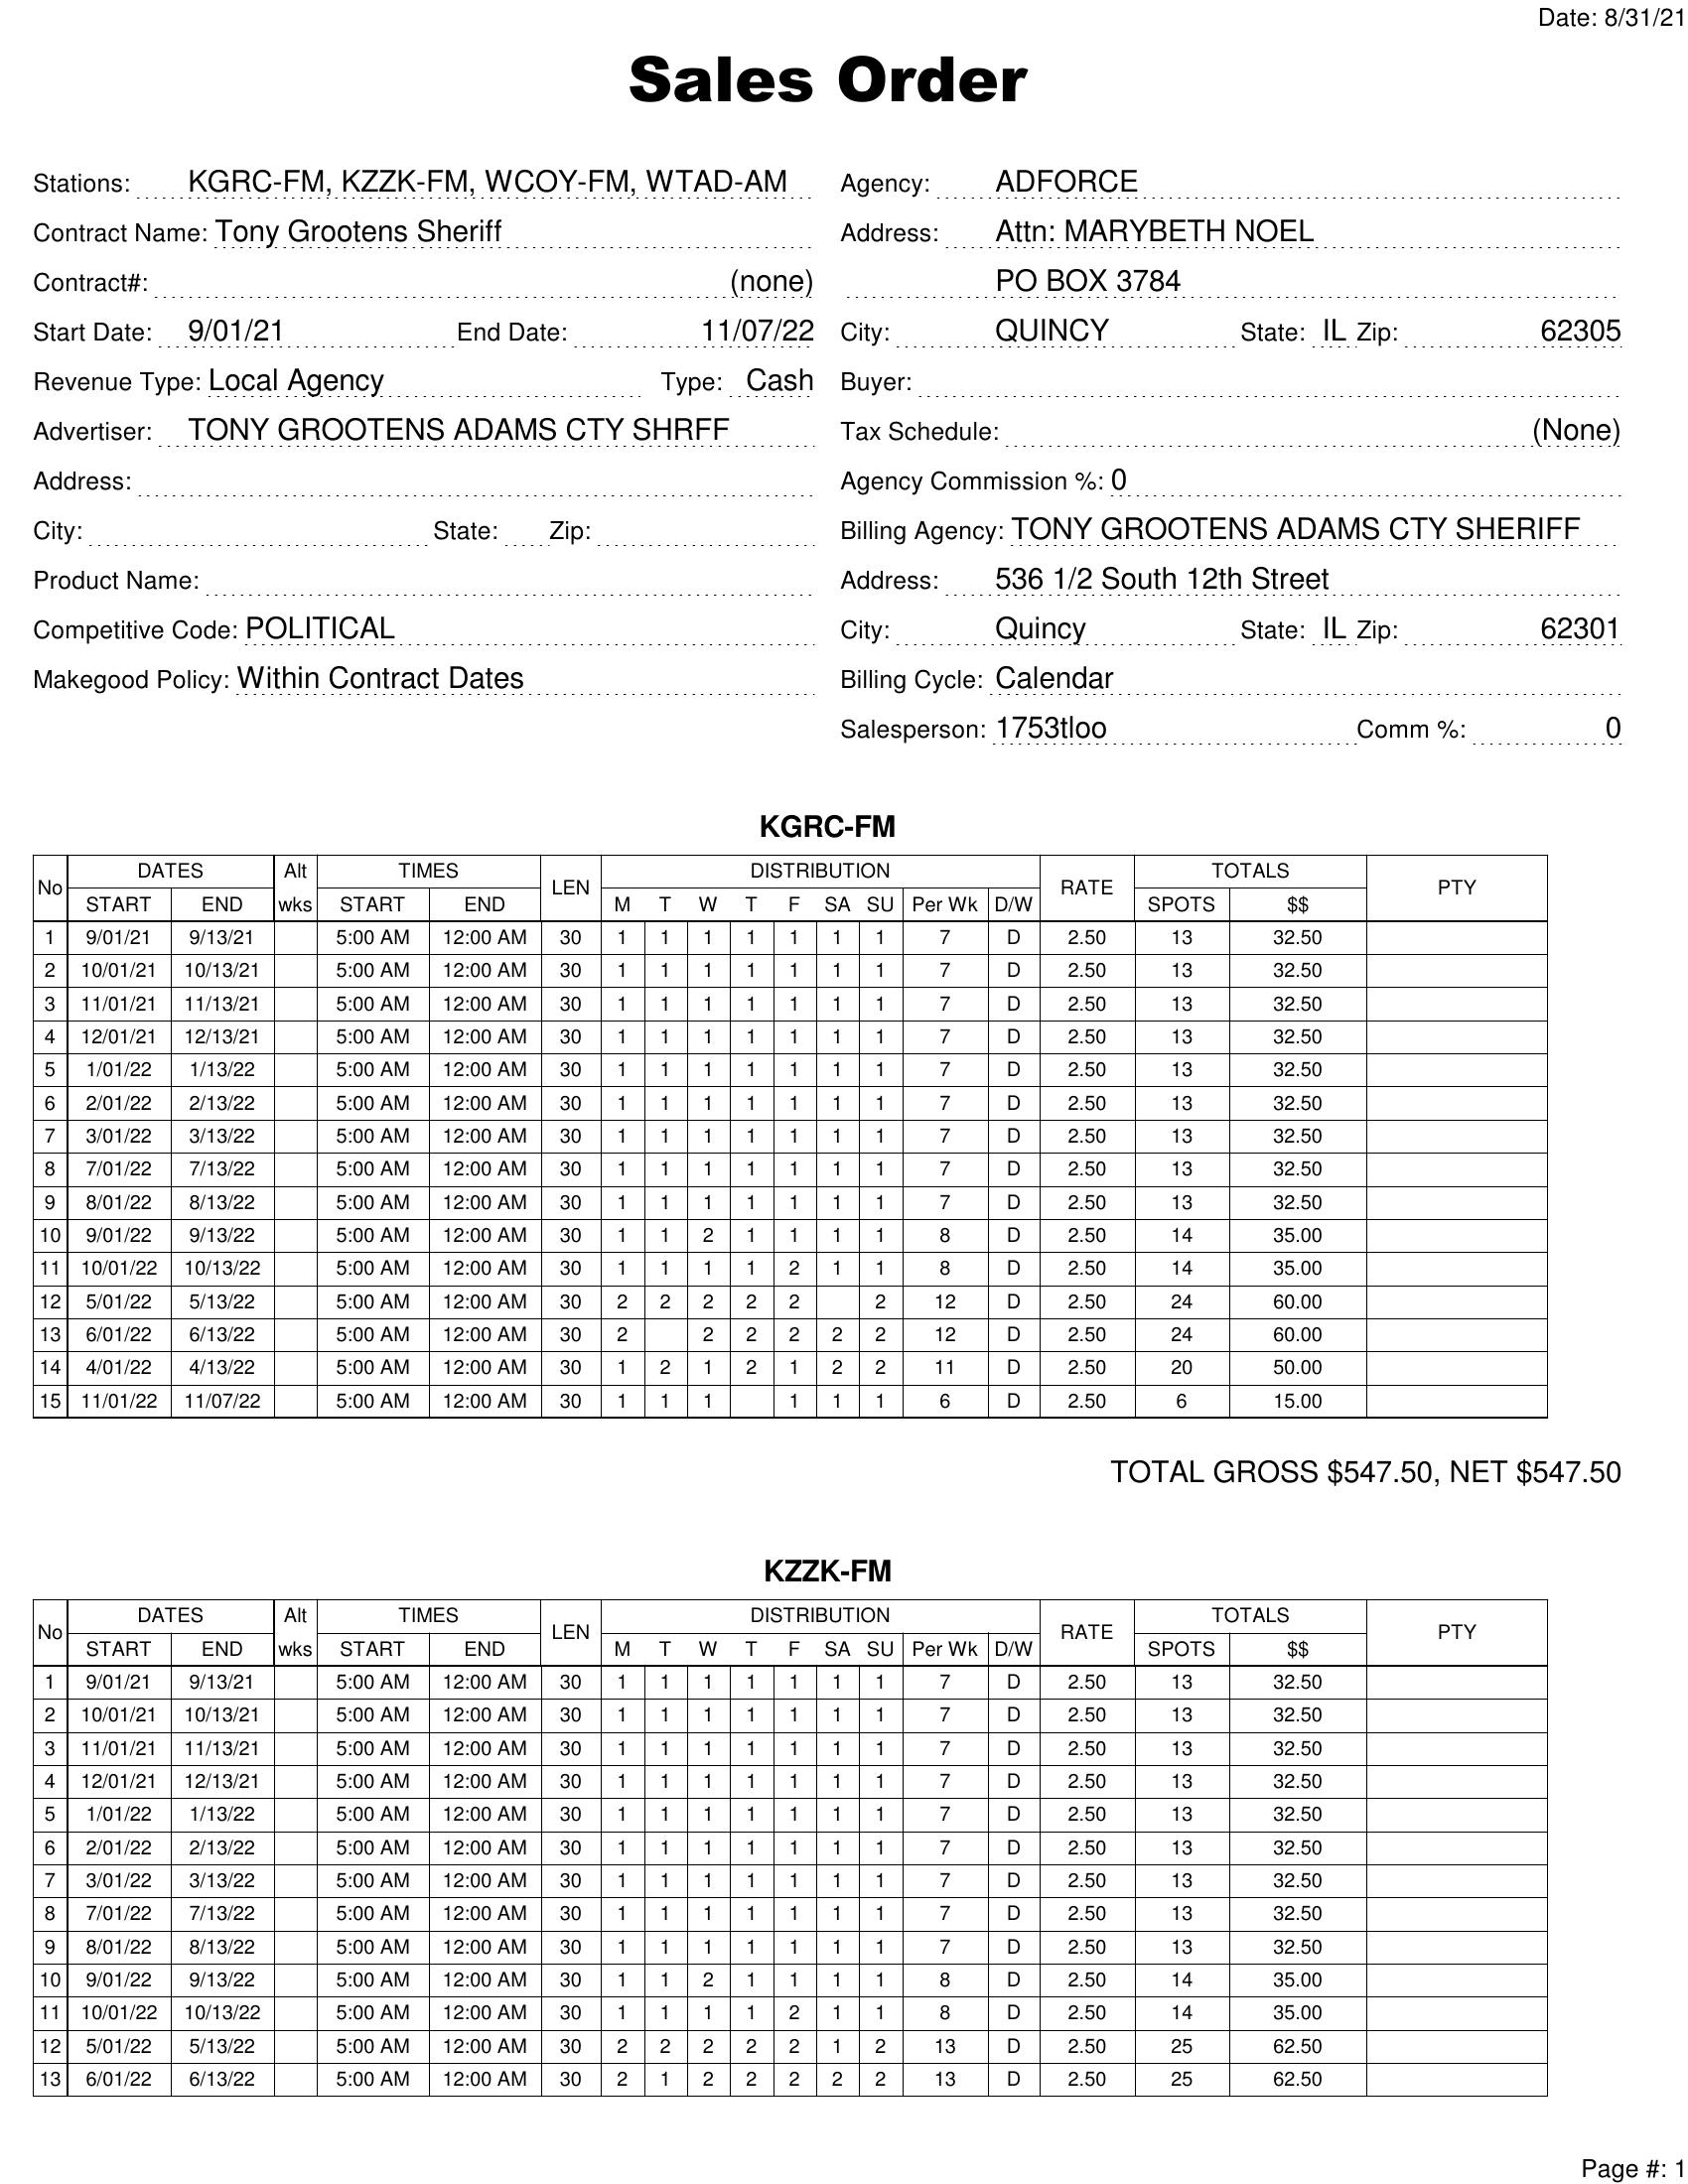 Date: 8/31/21
Sales Order
Stations: KGRC-FM, KZZK-FM, WCOY-FM, WTAD-AM Agency: ADFORCE
Contract Name: Tony Grootens Sheriff Address: Attn: MARYBETH NOEL
Contract#: (none) PO BOX 3784
Start Date: 9/01/21 End Date: 11/07/22 City: QUINCY State: IL Zip: 62305
Revenue Type: Local Agency Type: Cash Buyer:
Advertiser: TONY GROOTENS ADAMS CTY SHRFF Tax Schedule: (None)
Address: Agency Commission %: 0
City: State: Zip: Billing Agency: TONY GROOTENS ADAMS CTY SHERIFF
Product Name: Address: 536 1/2 South 12th Street
Competitive Code: POLITICAL City: Quincy State: IL Zip: 62301
Makegood Policy: Within Contract Dates Billing Cycle: Calendar
Salesperson: 1753tloo Comm %: 0
KGRC-FM
No DATES Alt TIMES LEN DISTRIBUTION RATE TOTALS PTY
START END wks START END M T W T F SA SU Per Wk D/W SPOTS $$
1 9/01/21 9/13/21 5:00 AM 12:00 AM 30 1 1 1 1 1 1 1 7 D 2.50 13 32.50
2 10/01/21 10/13/21 5:00 AM 12:00 AM 30 1 1 1 1 1 1 1 7 D 2.50 13 32.50
3 11/01/21 11/13/21 5:00 AM 12:00 AM 30 1 1 1 1 1 1 1 7 D 2.50 13 32.50
4 12/01/21 12/13/21 5:00 AM 12:00 AM 30 1 1 1 1 1 1 1 7 D 2.50 13 32.50
5 1/01/22 1/13/22 5:00 AM 12:00 AM 30 1 1 1 1 1 1 1 7 D 2.50 13 32.50
6 2/01/22 2/13/22 5:00 AM 12:00 AM 30 1 1 1 1 1 1 1 7 D 2.50 13 32.50
7 3/01/22 3/13/22 5:00 AM 12:00 AM 30 1 1 1 1 1 1 1 7 D 2.50 13 32.50
8 7/01/22 7/13/22 5:00 AM 12:00 AM 30 1 1 1 1 1 1 1 7 D 2.50 13 32.50
9 8/01/22 8/13/22 5:00 AM 12:00 AM 30 1 1 1 1 1 1 1 7 D 2.50 13 32.50
10 9/01/22 9/13/22 5:00 AM 12:00 AM 30 1 1 2 1 1 1 1 8 D 2.50 14 35.00
11 10/01/22 10/13/22 5:00 AM 12:00 AM 30 1 1 1 1 2 1 1 8 D 2.50 14 35.00
12 5/01/22 5/13/22 5:00 AM 12:00 AM 30 2 2 2 2 2 2 12 D 2.50 24 60.00
13 6/01/22 6/13/22 5:00 AM 12:00 AM 30 2 2 2 2 2 2 12 D 2.50 24 60.00
14 4/01/22 4/13/22 5:00 AM 12:00 AM 30 1 2 1 2 1 2 2 11 D 2.50 20 50.00
15 11/01/22 11/07/22 5:00 AM 12:00 AM 30 1 1 1 1 1 1 6 D 2.50 6 15.00
TOTAL GROSS $547.50, NET $547.50
KZZK-FM
No DATES Alt TIMES LEN DISTRIBUTION RATE TOTALS PTY
START END wks START END M T W T F SA SU Per Wk D/W SPOTS $$
1 9/01/21 9/13/21 5:00 AM 12:00 AM 30 1 1 1 1 1 1 1 7 D 2.50 13 32.50
2 10/01/21 10/13/21 5:00 AM 12:00 AM 30 1 1 1 1 1 1 1 7 D 2.50 13 32.50
3 11/01/21 11/13/21 5:00 AM 12:00 AM 30 1 1 1 1 1 1 1 7 D 2.50 13 32.50
4 12/01/21 12/13/21 5:00 AM 12:00 AM 30 1 1 1 1 1 1 1 7 D 2.50 13 32.50
5 1/01/22 1/13/22 5:00 AM 12:00 AM 30 1 1 1 1 1 1 1 7 D 2.50 13 32.50
6 2/01/22 2/13/22 5:00 AM 12:00 AM 30 1 1 1 1 1 1 1 7 D 2.50 13 32.50
7 3/01/22 3/13/22 5:00 AM 12:00 AM 30 1 1 1 1 1 1 1 7 D 2.50 13 32.50
8 7/01/22 7/13/22 5:00 AM 12:00 AM 30 1 1 1 1 1 1 1 7 D 2.50 13 32.50
9 8/01/22 8/13/22 5:00 AM 12:00 AM 30 1 1 1 1 1 1 1 7 D 2.50 13 32.50
10 9/01/22 9/13/22 5:00 AM 12:00 AM 30 1 1 2 1 1 1 1 8 D 2.50 14 35.00
11 10/01/22 10/13/22 5:00 AM 12:00 AM 30 1 1 1 1 2 1 1 8 D 2.50 14 35.00
12 5/01/22 5/13/22 5:00 AM 12:00 AM 30 2 2 2 2 2 1 2 13 D 2.50 25 62.50
13 6/01/22 6/13/22 5:00 AM 12:00 AM 30 2 1 2 2 2 2 2 13 D 2.50 25 62.50
Page #: 1